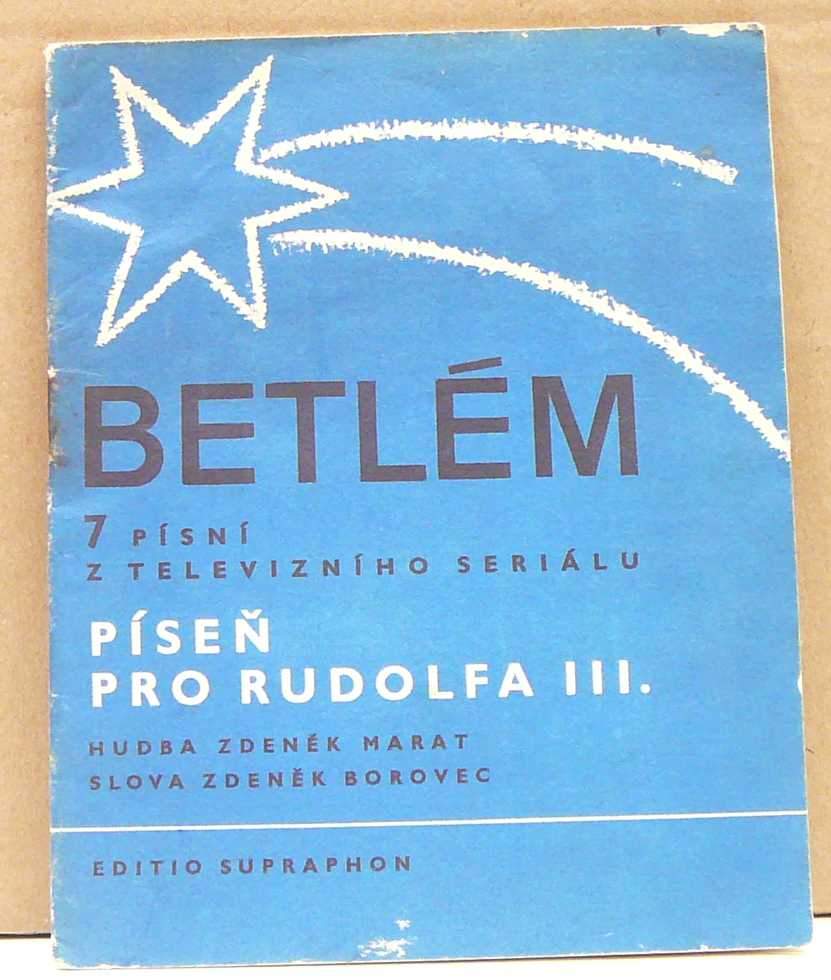 BETLÉM
7 PÍSNÍ
Z TELEVIZNÍHO SERIÁLU
PÍSEŇ
PRO RUDOLFA III.
HUDBA ZDENĚK MARAT
SLOVA ZDENĚK BOROVEC
EDITIO SUPRAPHON